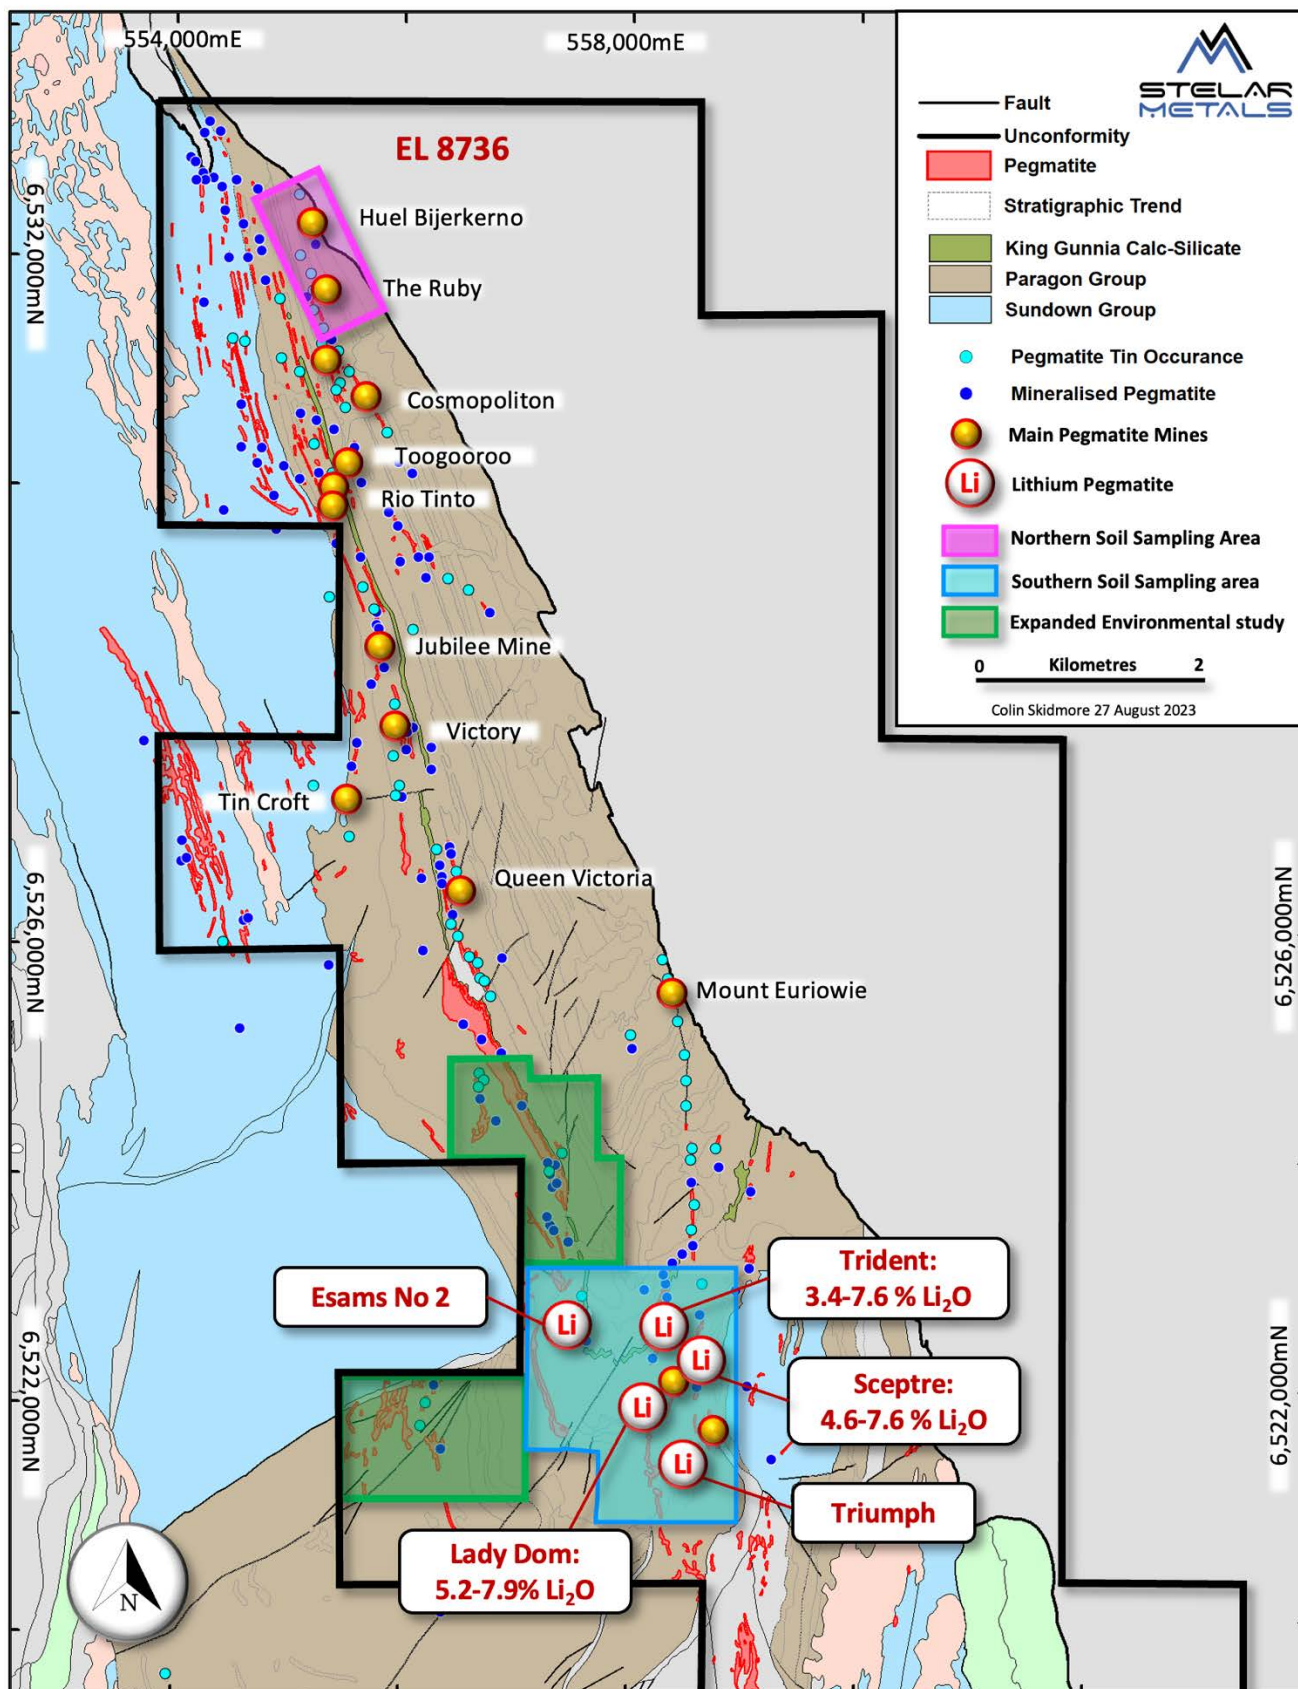 554,000mE
558,000mE
STELAR
METALS
Fault
Unconformity
Pegmatite
Stratigraphic Trend
King Gunnia Calc-Silicate
Paragon Group
Sundown Group
Pegmatite Tin Occurance
Mineralised Pegmatite
Main Pegmatite Mines
Li
Lithium Pegmatite
Northern Soil Sampling Area
Southern Soil Sampling area
Expanded Environmental study
0 Kilometres 2
Colin Skidmore 27 August 2023
EL 8736
6,532,000mN
Huel Bijerkerno
The Ruby
Cosmopoliton
Toogooroo
Rio Tinto
Jubilee Mine
Victory
Tin Croft
Queen Victoria
6,526,000mN
6,526,000mN
Mount Euriowie
Trident:
3.4-7.6 % Li₂O
Esams No 2
Li
Li
Li
Sceptre:
4.6-7.6 % Li₂O
6,522,000mN
6,522,000mN
Li
Li
Triumph
Lady Dom:
5.2-7.9% Li₂O
N